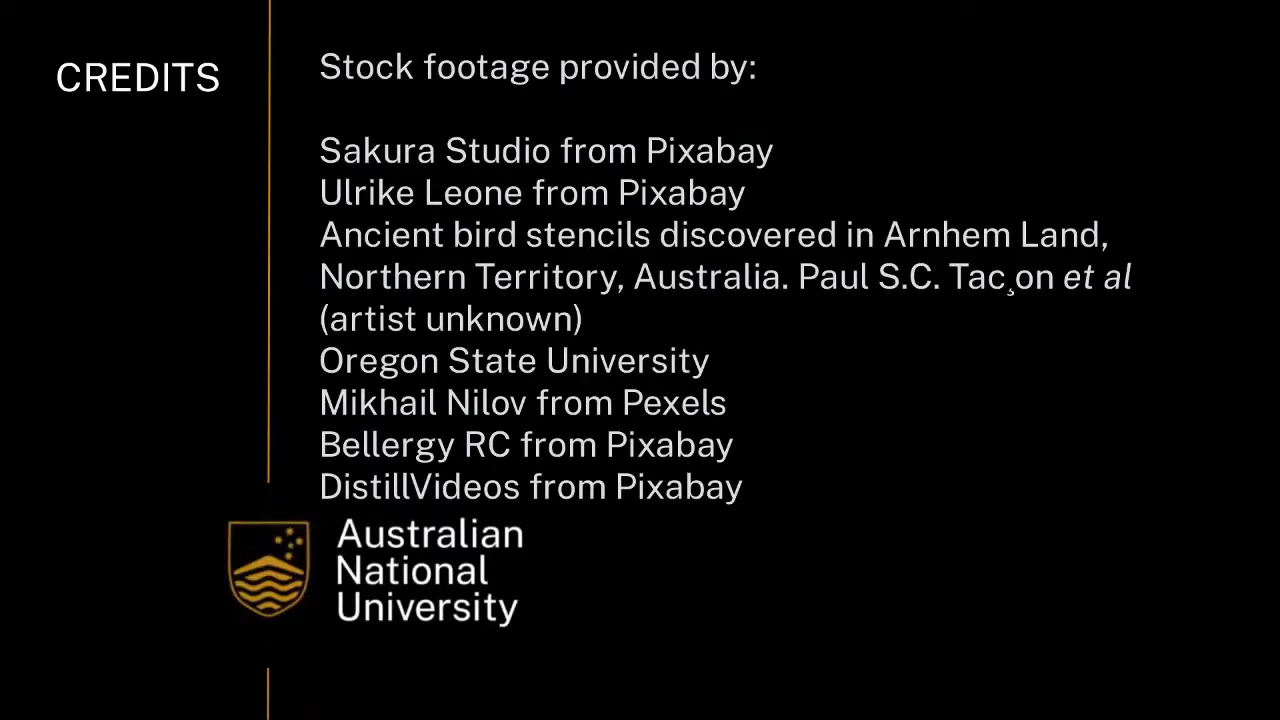 CREDITS
Stock footage provided by:
Sakura Studio from Pixabay
Ulrike Leone from Pixabay
Ancient bird stencils discovered in Arnhem Land,
Northern Territory, Australia. Paul S.C. Tac¸on et al
(artist unknown)
Oregon State University
Mikhail Nilov from Pexels
Bellergy RC from Pixabay
DistillVideos from Pixabay
Australian
National
University